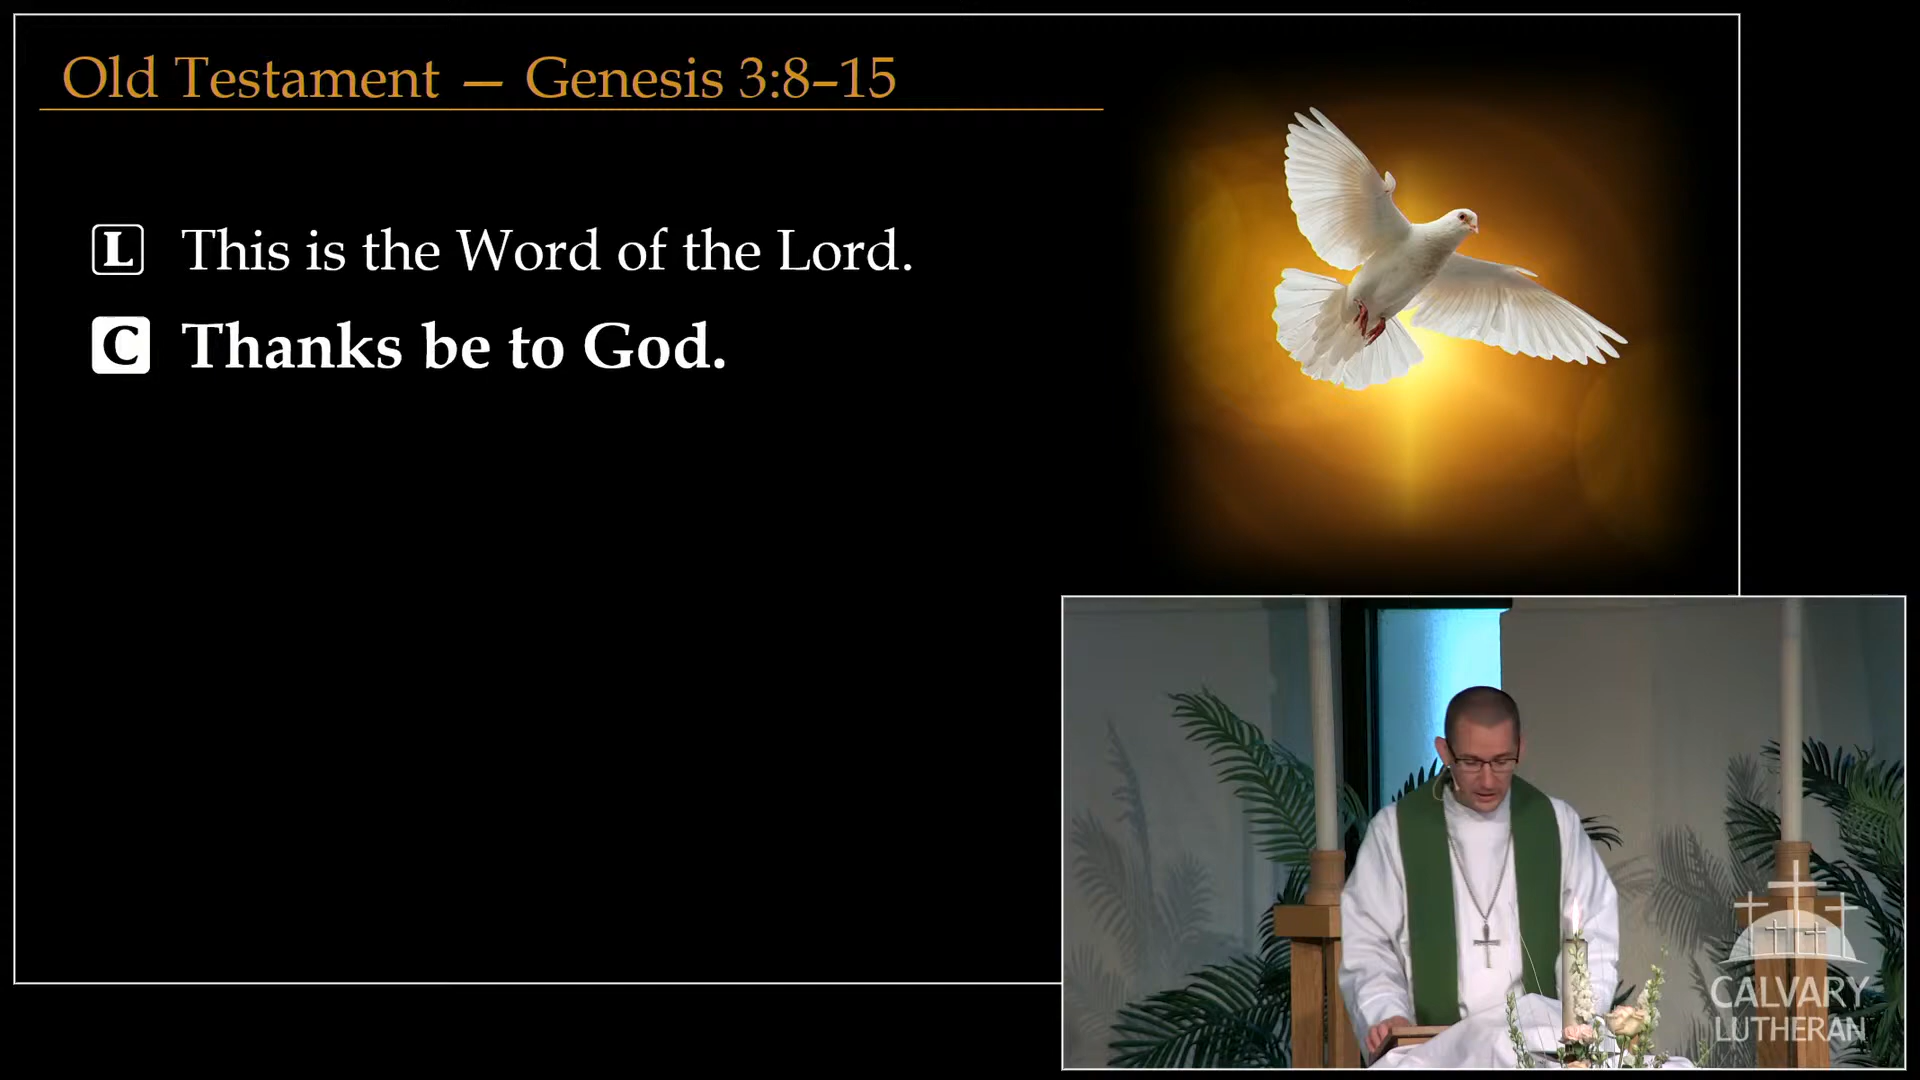 Old Testament — Genesis 3:8–15
L This is the Word of the Lord.
C Thanks be to God.
CALVARY
LUTHERAN